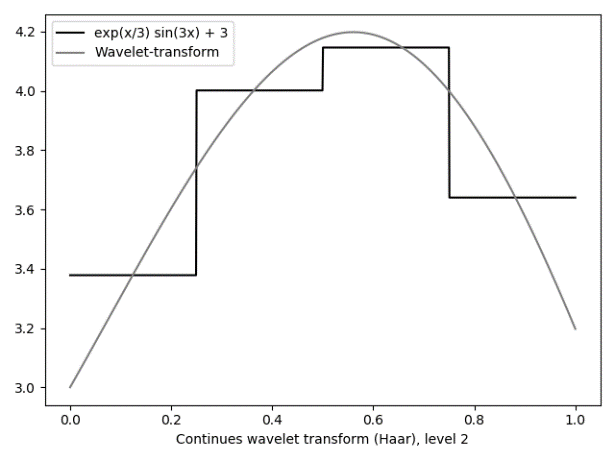 exp(x/3) sin(3x) + 3
Wavelet-transform
4.2
4.0
3.8
3.6
3.4
3.2
3.0
0.0 0.2 0.4 0.6 0.8 1.0
Continues wavelet transform (Haar), level 2